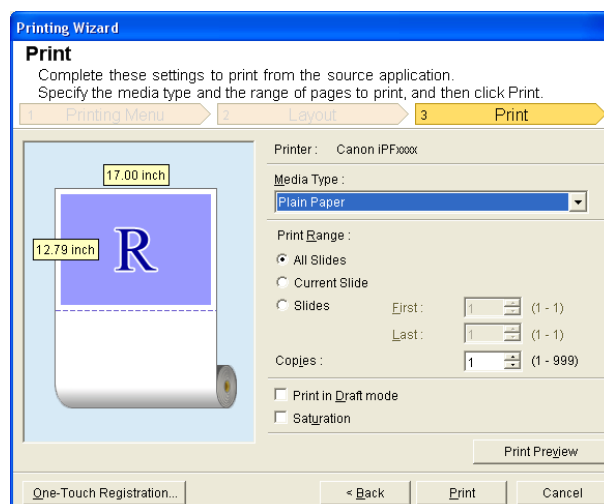 Printing Wizard
Print
Complete these settings to print from the source application.
Specify the media type and the range of pages to print, and then click Print.
1 Printing Menu 2 Layout 3 Print
Printer : Canon iPFxxxx
17.00 inch
12.79 inch
R
Media Type :
Plain Paper
Print Range :
All Slides
Current Slide
Slides First : 1 (1 - 1)
Last : 1 (1 - 1)
Copies : 1 (1 - 999)
Print in Draft mode
Saturation
Print Preview
One-Touch Registration... < Back Print Cancel